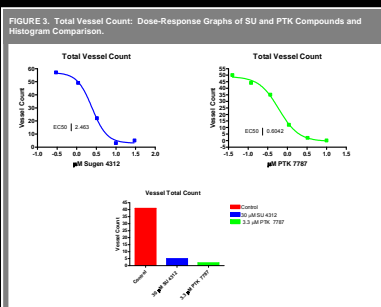 FIGURE 3. Total Vessel Count: Dose-Response Graphs of SU and PTK Compounds and
Histogram Comparison.
Total Vessel Count
Vessel Count
60
50
40
30
20
10
0
EC50 2.463
-1.0 -0.5 0.0 0.5 1.0 1.5 2.0
µM Sugen 4312
Total Vessel Count
Vessel Count
55
50
45
40
35
30
25
20
15
10
5
0
EC50 0.6042
-1.5 -1.0 -0.5 0.0 0.5 1.0 1.5
µM PTK 7787
Vessel Total Count
Vessel Count
45
40
35
30
25
20
15
10
5
0
Control
30 µM SU 4312
3.3 µM PTK 7787
Control
30 µM SU 4312
3.3 µM PTK 7787